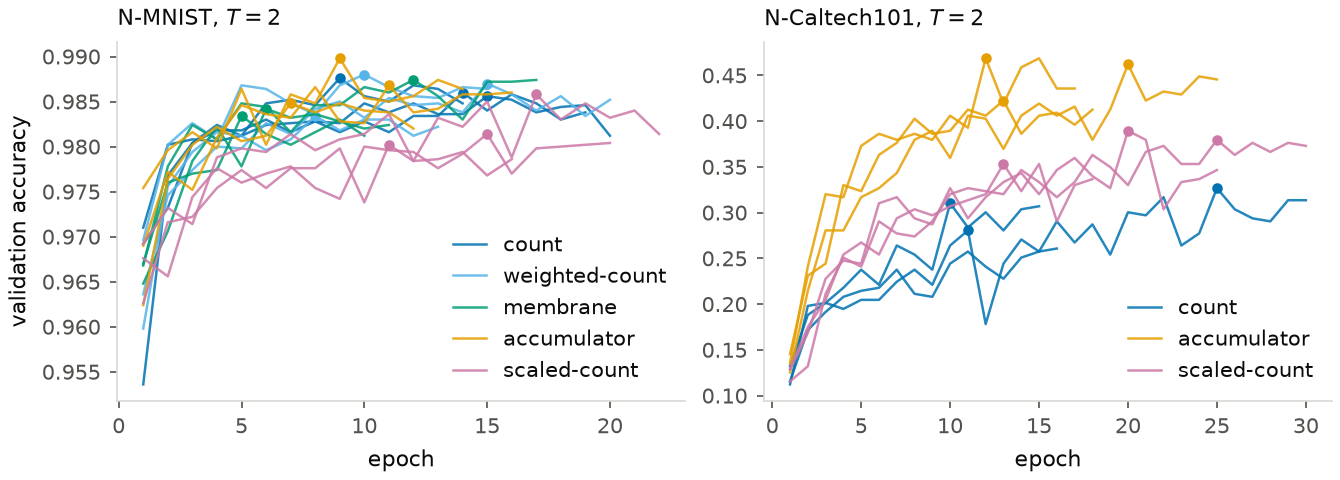 N-MNIST, T = 2
validation accuracy
0.990
0.985
0.980
0.975
0.970
0.965
0.960
0.955
count
weighted-count
membrane
accumulator
scaled-count
0 5 10 15 20
epoch
N-Caltech101, T = 2
0.45
0.40
0.35
0.30
0.25
0.20
0.15
0.10
count
accumulator
scaled-count
0 5 10 15 20 25 30
epoch